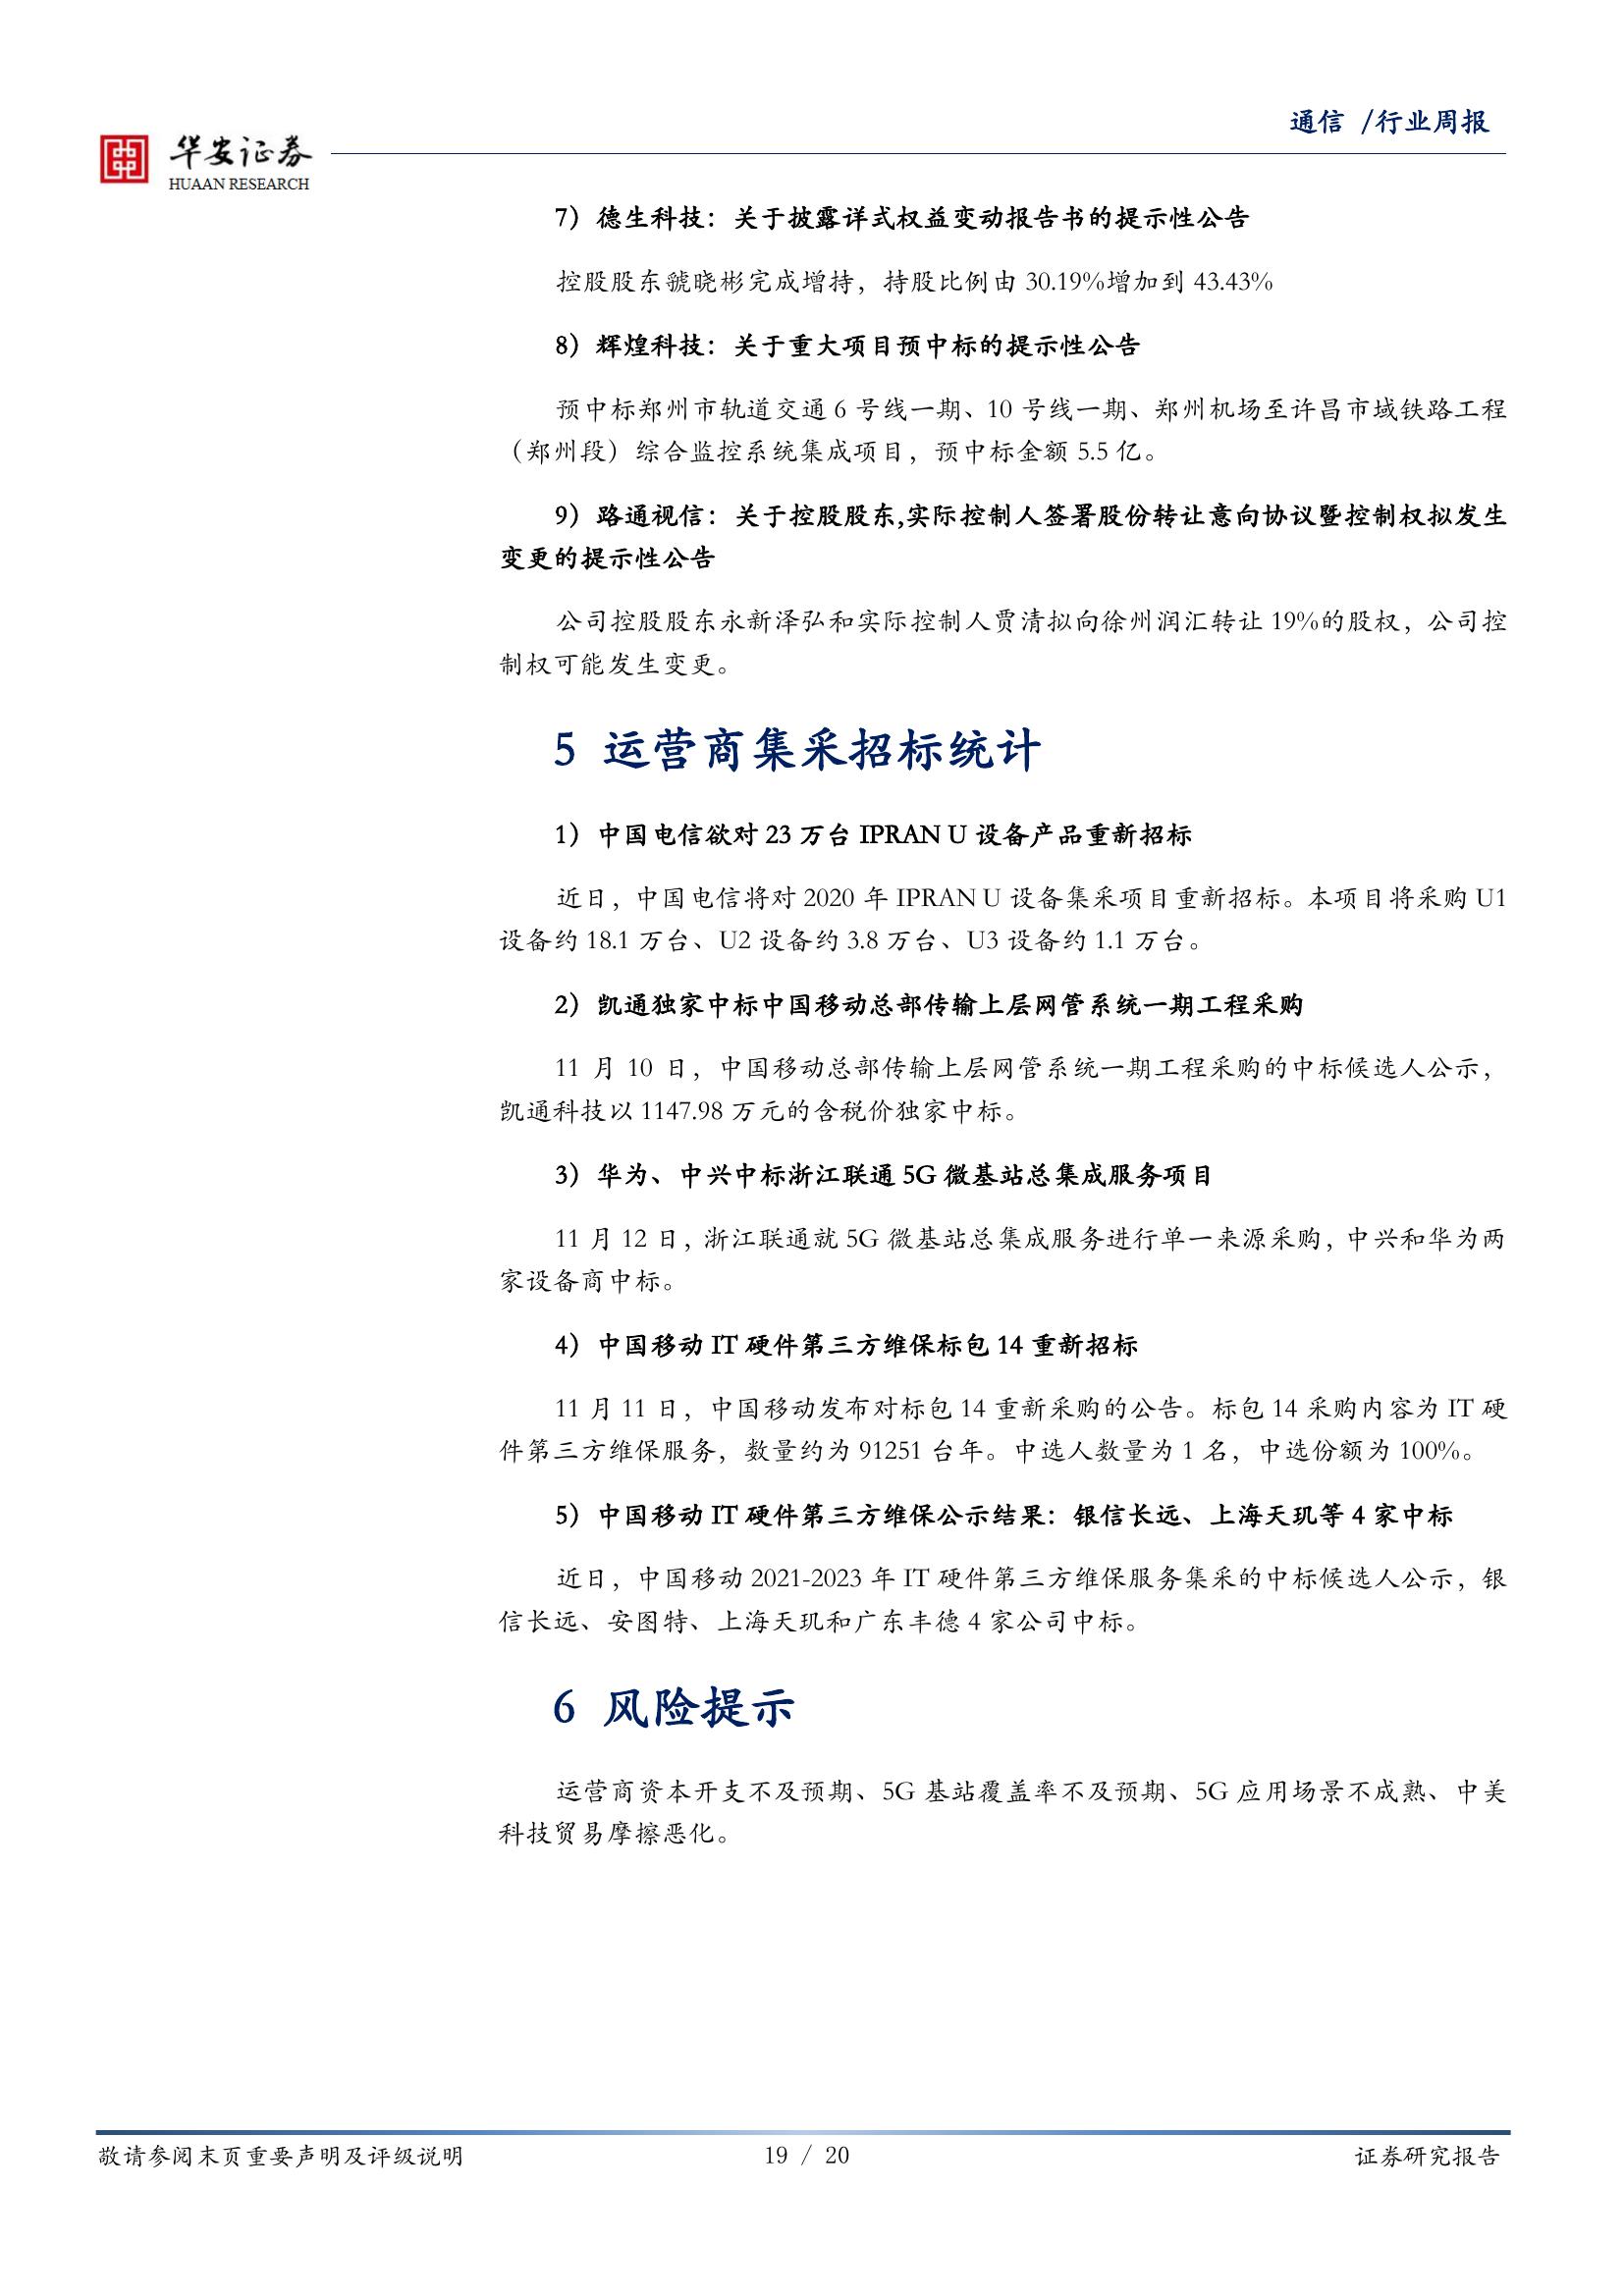 通信 /行业周报
华安证券
HUAAN RESEARCH
7）德生科技：关于披露详式权益变动报告书的提示性公告
控股股东虢晓彬完成增持，持股比例由 30.19%增加到 43.43%
8）辉煌科技：关于重大项目预中标的提示性公告
预中标郑州市轨道交通 6 号线一期、10 号线一期、郑州机场至许昌市域铁路工程
（郑州段）综合监控系统集成项目，预中标金额 5.5 亿。
9）路通视信：关于控股股东,实际控制人签署股份转让意向协议暨控制权拟发生
变更的提示性公告
公司控股股东永新泽弘和实际控制人贾清拟向徐州润汇转让 19%的股权，公司控
制权可能发生变更。
5 运营商集采招标统计
1）中国电信欲对 23 万台 IPRAN U 设备产品重新招标
近日，中国电信将对 2020 年 IPRAN U 设备集采项目重新招标。本项目将采购 U1
设备约 18.1 万台、U2 设备约 3.8 万台、U3 设备约 1.1 万台。
2）凯通独家中标中国移动总部传输上层网管系统一期工程采购
11 月 10 日，中国移动总部传输上层网管系统一期工程采购的中标候选人公示，
凯通科技以 1147.98 万元的含税价独家中标。
3）华为、中兴中标浙江联通 5G 微基站总集成服务项目
11 月 12 日，浙江联通就 5G 微基站总集成服务进行单一来源采购，中兴和华为两
家设备商中标。
4）中国移动 IT 硬件第三方维保标包 14 重新招标
11 月 11 日，中国移动发布对标包 14 重新采购的公告。标包 14 采购内容为 IT 硬
件第三方维保服务，数量约为 91251 台年。中选人数量为 1 名，中选份额为 100%。
5）中国移动 IT 硬件第三方维保公示结果：银信长远、上海天玑等 4 家中标
近日，中国移动 2021-2023 年 IT 硬件第三方维保服务集采的中标候选人公示，银
信长远、安图特、上海天玑和广东丰德 4 家公司中标。
6 风险提示
运营商资本开支不及预期、5G 基站覆盖率不及预期、5G 应用场景不成熟、中美
科技贸易摩擦恶化。
敬请参阅末页重要声明及评级说明
19 / 20
证券研究报告